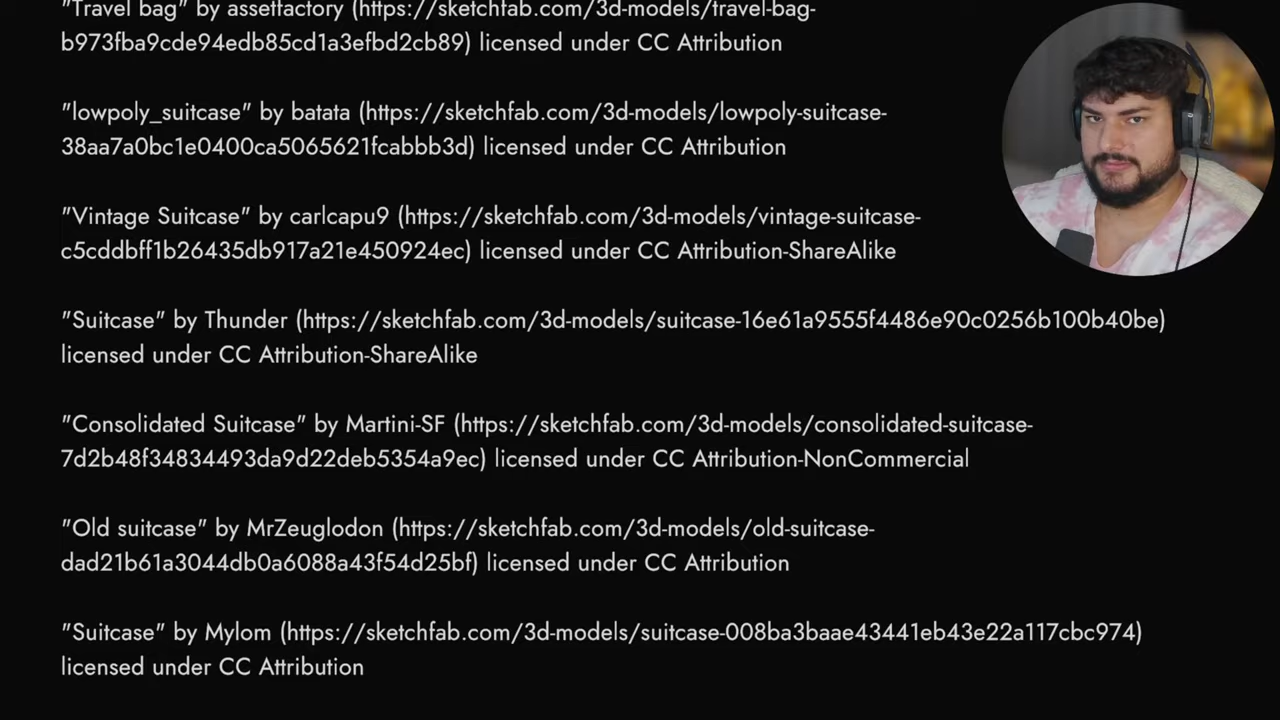 "Travel bag" by assetfactory (https://sketchfab.com/3d-models/travel-bag-
b973fba9cde94edb85cd1a3efbd2cb89) licensed under CC Attribution
"lowpoly_suitcase" by batata (https://sketchfab.com/3d-models/lowpoly-suitcase-
38aa7a0bc1e0400ca5065621fcabbb3d) licensed under CC Attribution
"Vintage Suitcase" by carlcapu9 (https://sketchfab.com/3d-models/vintage-suitcase-
c5cddbff1b26435db917a21e450924ec) licensed under CC Attribution-ShareAlike
"Suitcase" by Thunder (https://sketchfab.com/3d-models/suitcase-16e61a9555f4486e90c0256b100b40be)
licensed under CC Attribution-ShareAlike
"Consolidated Suitcase" by Martini-SF (https://sketchfab.com/3d-models/consolidated-suitcase-
7d2b48f34834493da9d22deb5354a9ec) licensed under CC Attribution-NonCommercial
"Old suitcase" by MrZeuglodon (https://sketchfab.com/3d-models/old-suitcase-
dad21b61a3044db0a6088a43f54d25bf) licensed under CC Attribution
"Suitcase" by Mylom (https://sketchfab.com/3d-models/suitcase-008ba3baae43441eb43e22a117cbc974)
licensed under CC Attribution